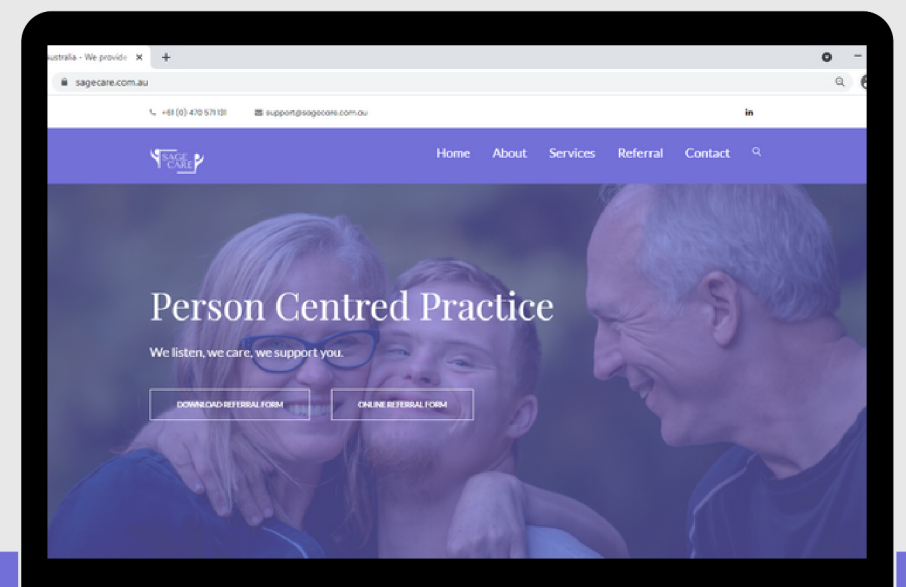 ustralia - We provide
sagecare.com.au
+61 (0) 470 571 131 support@sagecare.com.au in
SAGE
CARE
Home About Services Referral Contact
Person Centred Practice
We listen, we care, we support you.
DOWNLOAD REFERRAL FORM ONLINE REFERRAL FORM